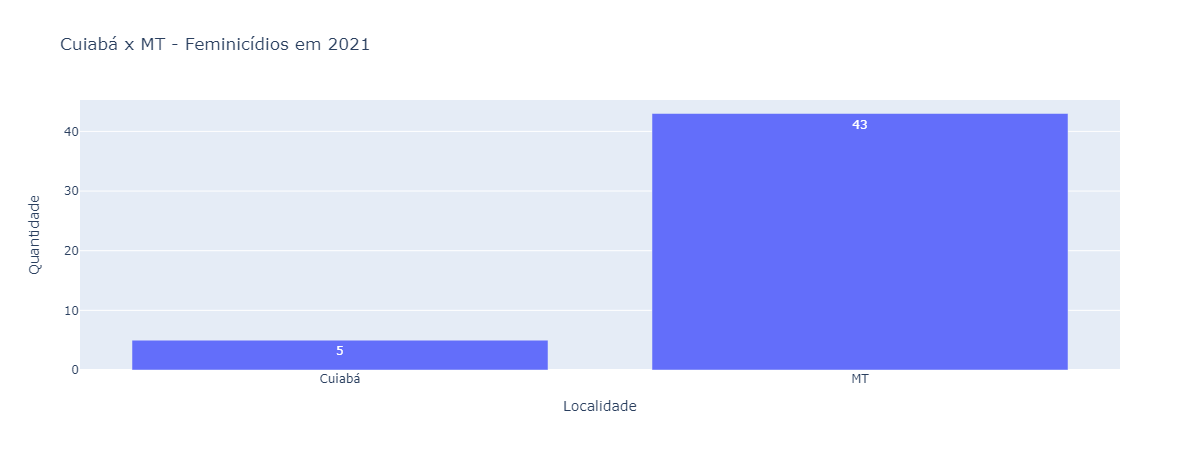 Cuiabá x MT - Feminicídios em 2021
Quantidade
40
30
20
10
0
43
5
Cuiabá
MT
Localidade